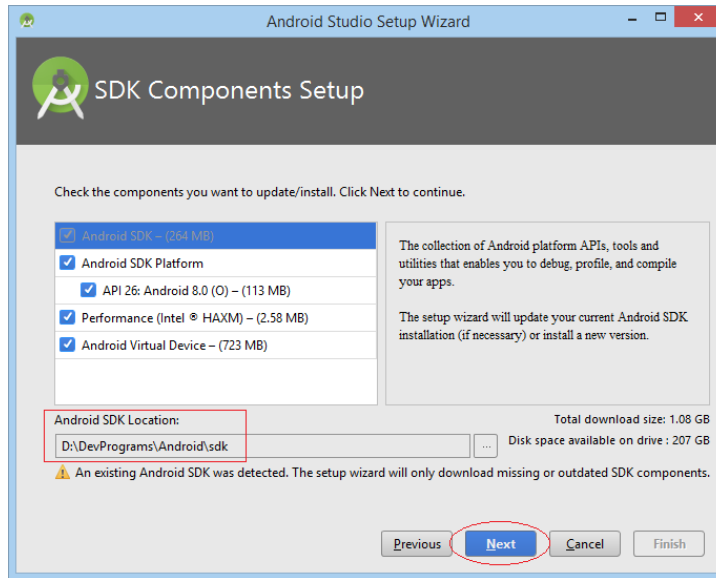 Android Studio Setup Wizard
SDK Components Setup
Check the components you want to update/install. Click Next to continue.
Android SDK – (264 MB)
Android SDK Platform
API 26: Android 8.0 (O) – (113 MB)
Performance (Intel ® HAXM) – (2.58 MB)
Android Virtual Device – (723 MB)
The collection of Android platform APIs, tools and
utilities that enables you to debug, profile, and compile
your apps.
The setup wizard will update your current Android SDK
installation (if necessary) or install a new version.
Android SDK Location:
Total download size: 1.08 GB
D:\DevPrograms\Android\sdk
...
Disk space available on drive : 207 GB
An existing Android SDK was detected. The setup wizard will only download missing or outdated SDK components.
Previous
Next
Cancel
Finish